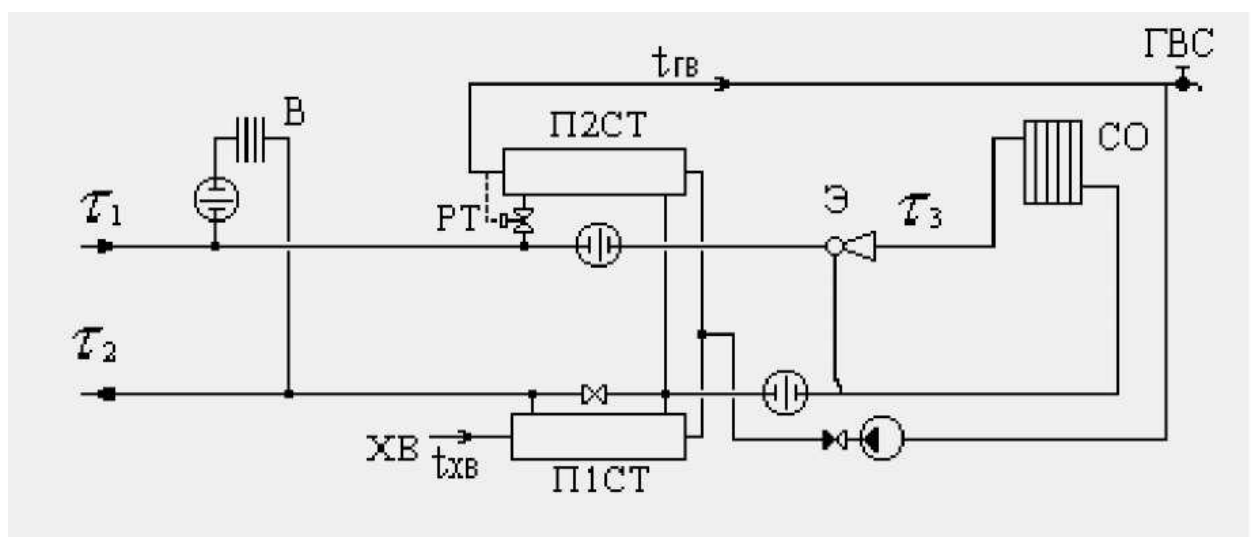 ГВС
tгв
В
П2СТ
СО
Э
τ1
РТ
τ3
τ2
ХВ
tхв
П1СТ